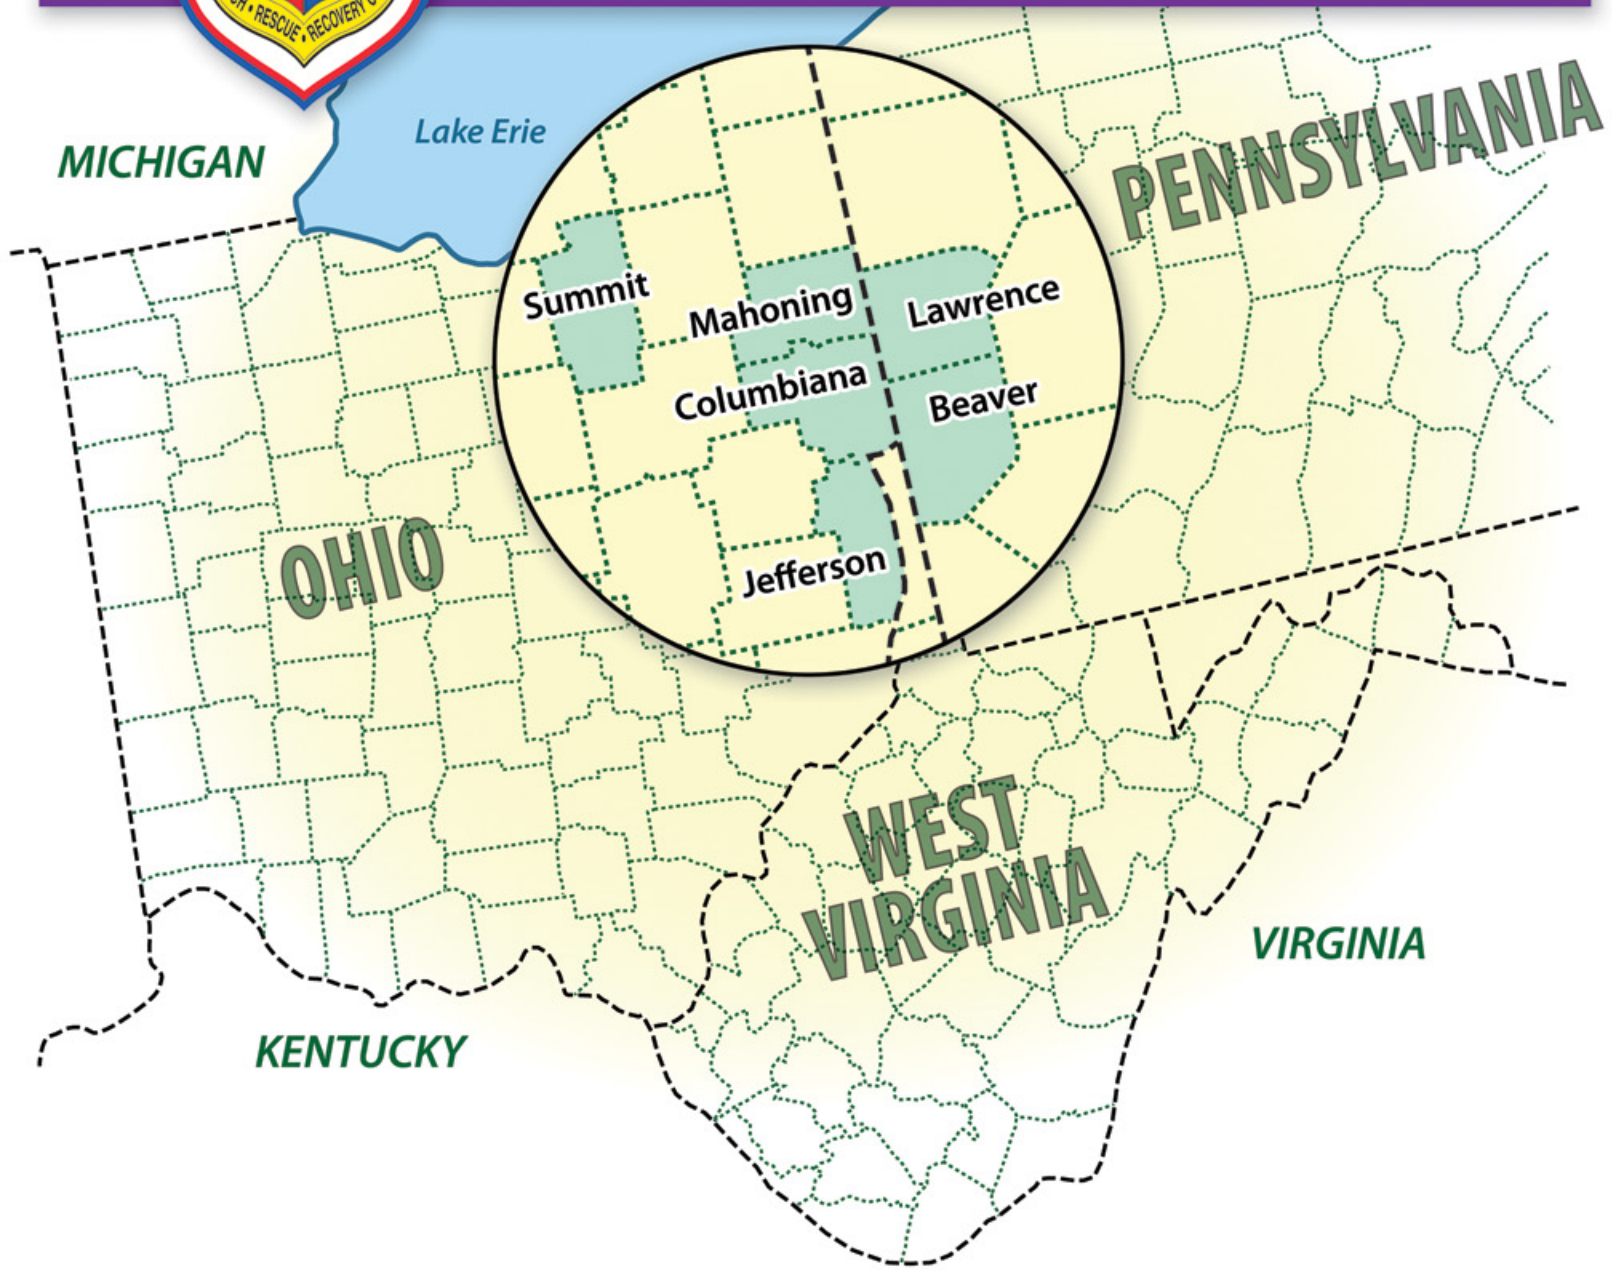 • RESCUE • RECOVERY
Lake Erie
MICHIGAN
PENNSYLVANIA
Summit
Mahoning
Lawrence
Columbiana
Beaver
OHIO
Jefferson
WEST
VIRGINIA
VIRGINIA
KENTUCKY